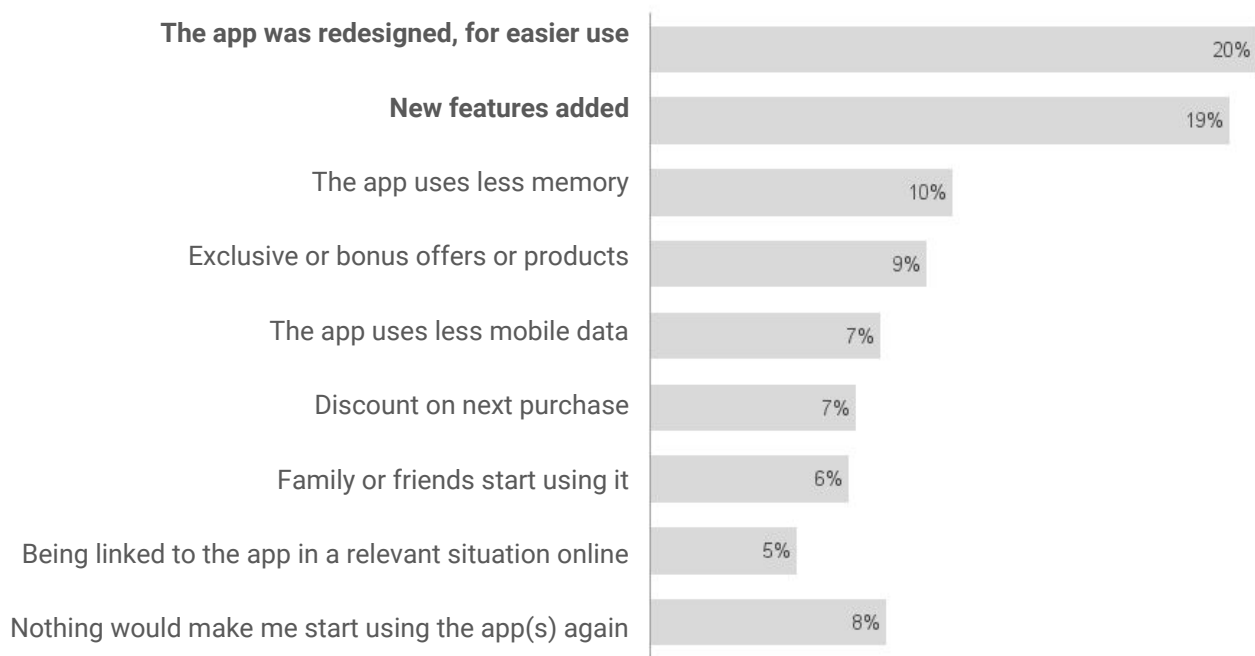 The app was redesigned, for easier use
20%
New features added
19%
The app uses less memory
10%
Exclusive or bonus offers or products
9%
The app uses less mobile data
7%
Discount on next purchase
7%
Family or friends start using it
6%
Being linked to the app in a relevant situation online
5%
Nothing would make me start using the app(s) again
8%